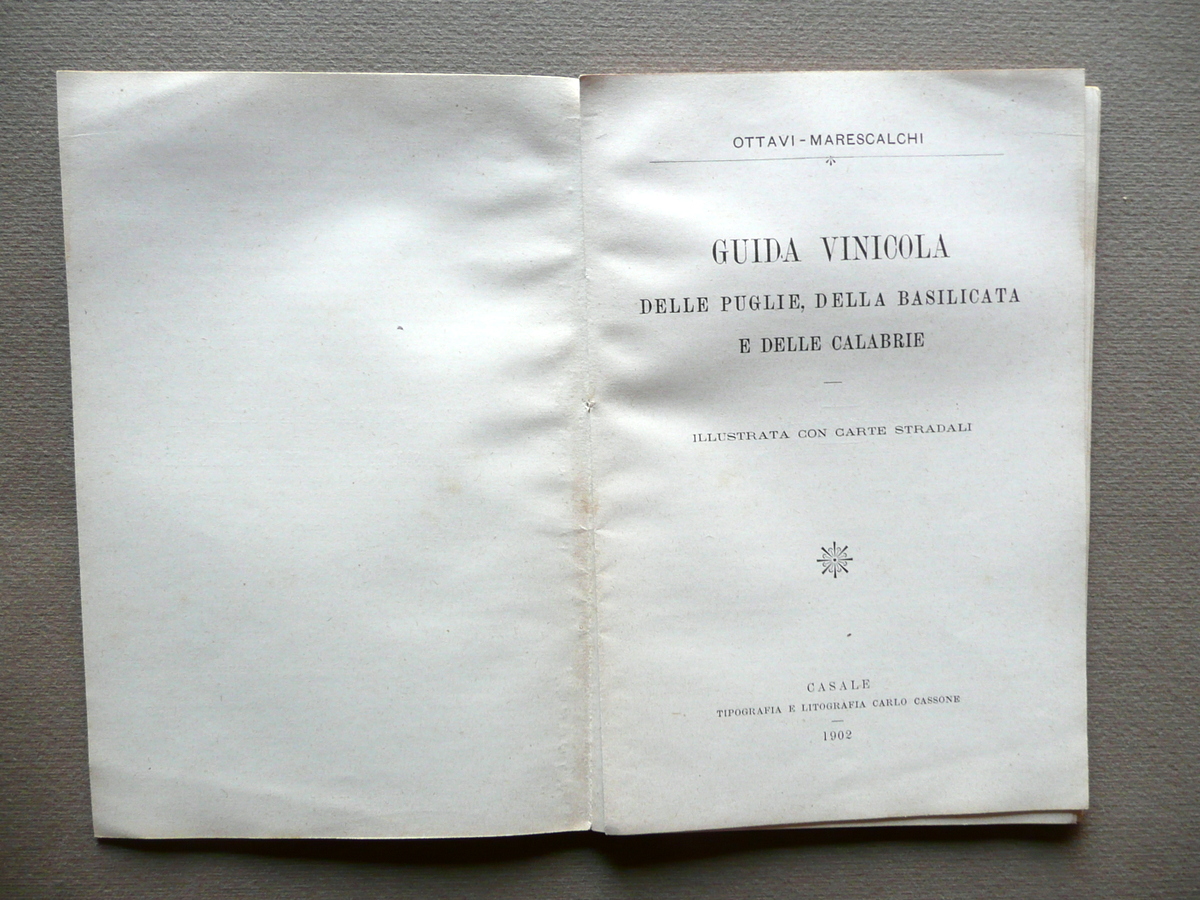 OTTAVI - MARESCALCHI
GUIDA VINICOLA
DELLE PUGLIE, DELLA BASILICATA
E DELLE CALABRIE
ILLUSTRATA CON CARTE STRADALI
CASALE
TIPOGRAFIA E LITOGRAFIA CARLO CASSONE
1902